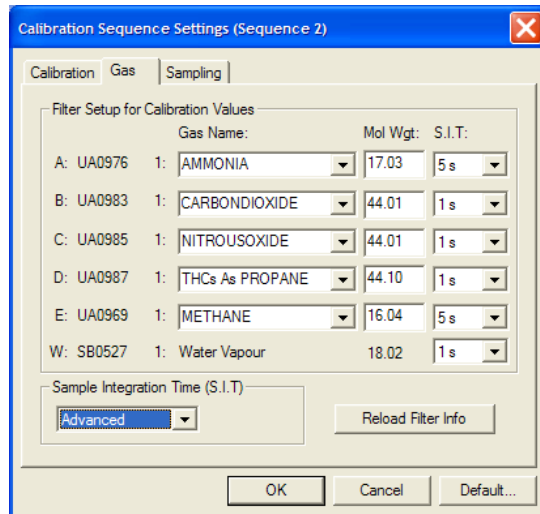 Calibration Sequence Settings (Sequence 2)
Calibration Gas Sampling
Filter Setup for Calibration Values
Gas Name: Mol Wgt: S.I.T:
A: UA0976 1: AMMONIA 17.03 5 s
B: UA0983 1: CARBONDIOXIDE 44.01 1 s
C: UA0985 1: NITROUSOXIDE 44.01 1 s
D: UA0987 1: THCs As PROPANE 44.10 1 s
E: UA0969 1: METHANE 16.04 5 s
W: SB0527 1: Water Vapour 18.02 1 s
Sample Integration Time (S.I.T)
Advanced Reload Filter Info
OK Cancel Default...